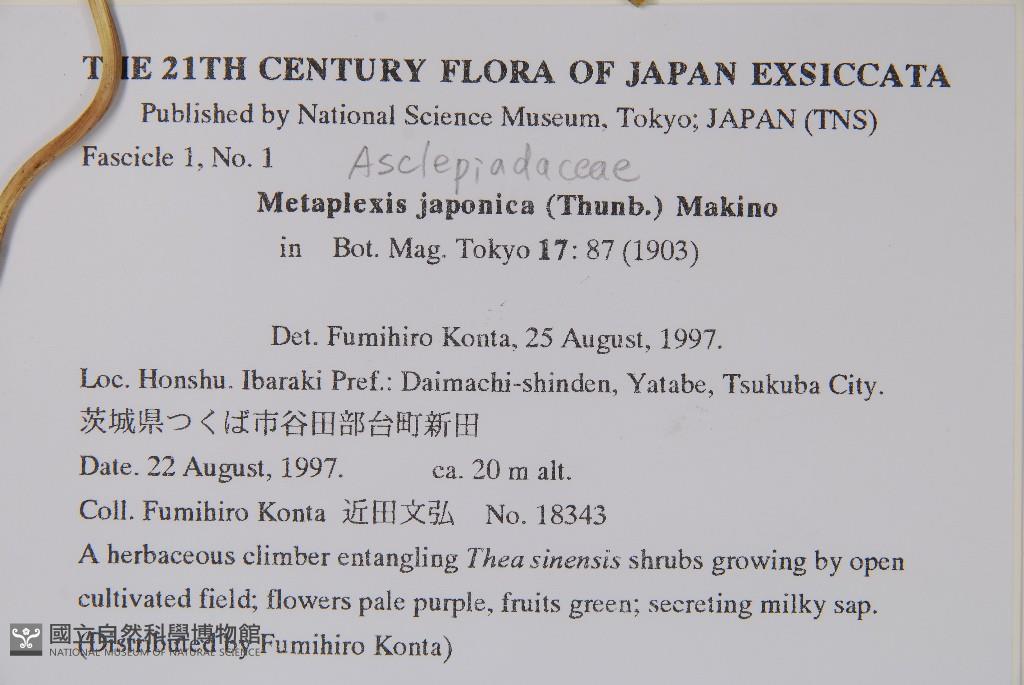 THE 21TH CENTURY FLORA OF JAPAN EXSICCATA
Published by National Science Museum, Tokyo; JAPAN (TNS)
Fascicle 1, No. 1 Asclepiadaceae
Metaplexis japonica (Thunb.) Makino
in Bot. Mag. Tokyo 17: 87 (1903)
Det. Fumihiro Konta, 25 August, 1997.
Loc. Honshu. Ibaraki Pref.: Daimachi-shinden, Yatabe, Tsukuba City.
茨城県つくば市谷田部台町新田
Date. 22 August, 1997. ca. 20 m alt.
Coll. Fumihiro Konta 近田文弘 No. 18343
A herbaceous climber entangling Thea sinensis shrubs growing by open
cultivated field; flowers pale purple, fruits green; secreting milky sap.
(Distributed by Fumihiro Konta)
國立自然科學博物館
NATIONAL MUSEUM OF NATURAL SCIENCE